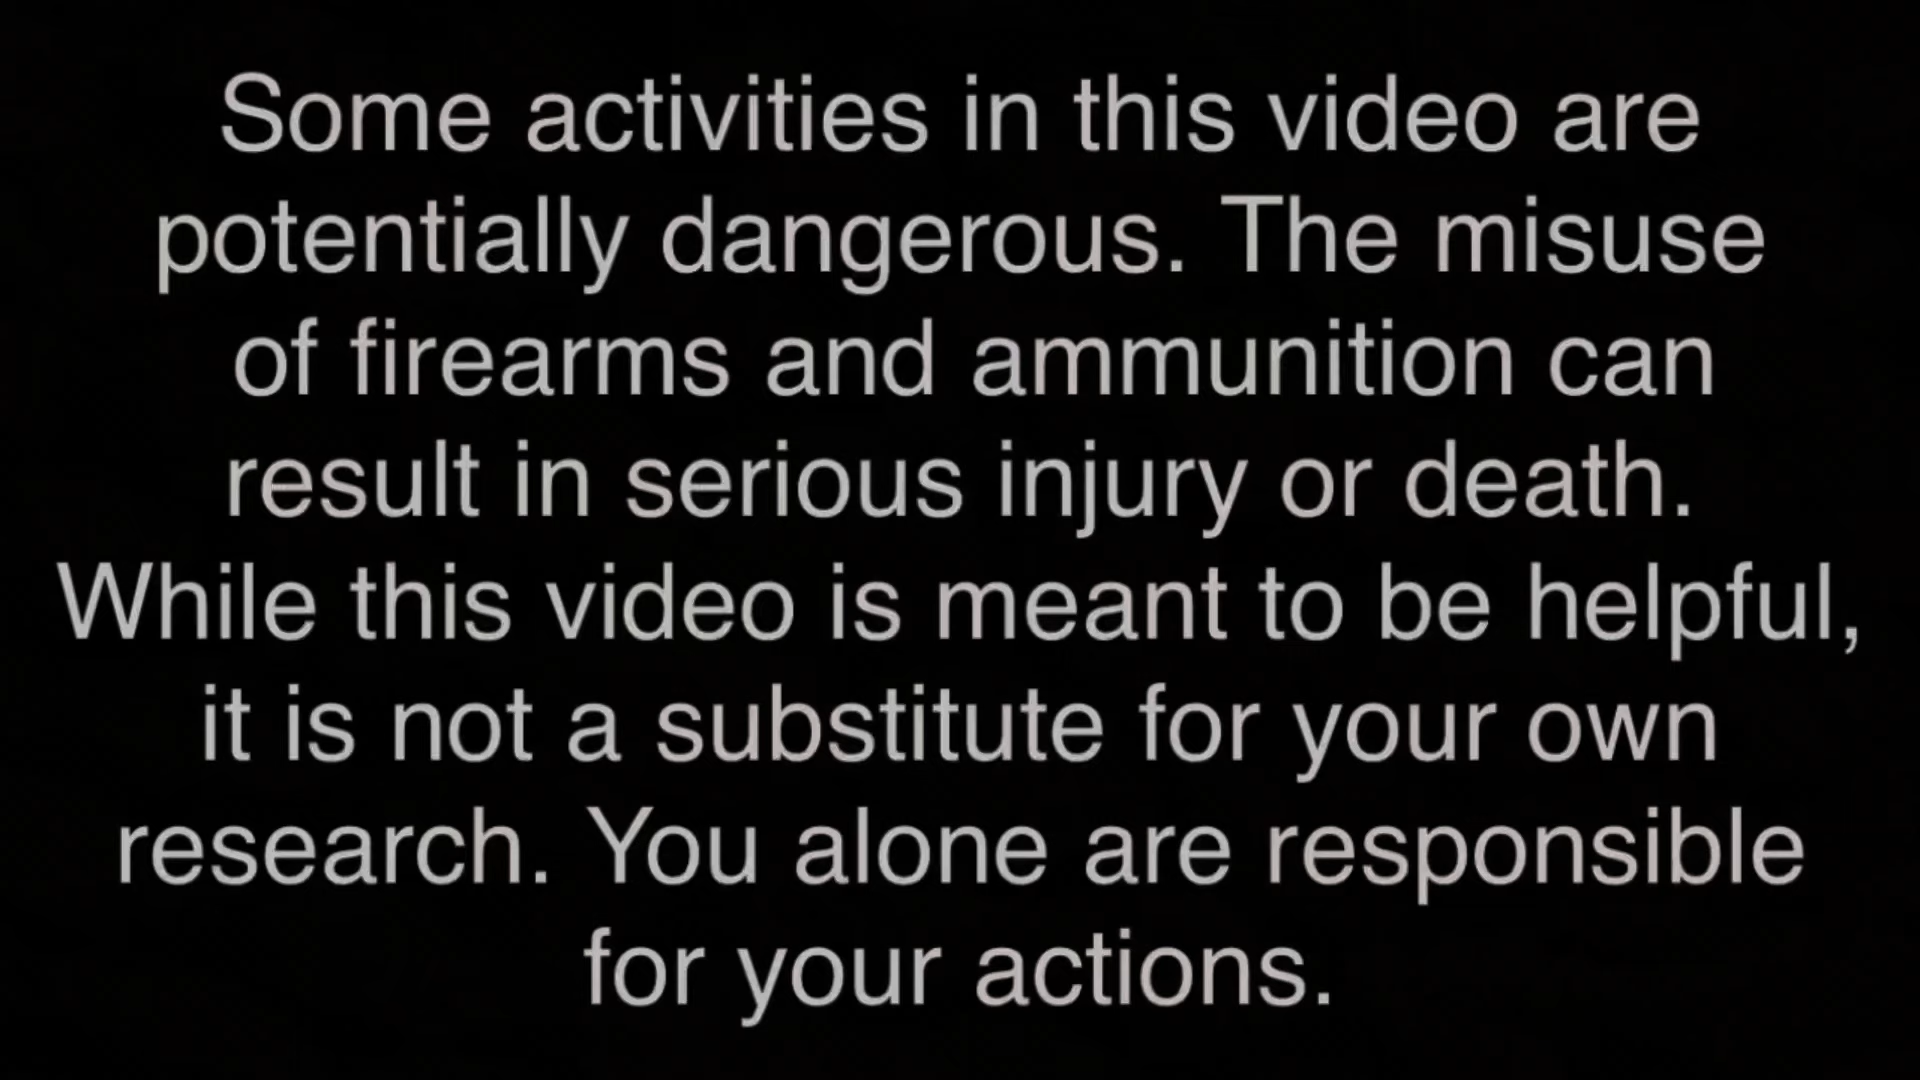 Some activities in this video are
potentially dangerous. The misuse
of firearms and ammunition can
result in serious injury or death.
While this video is meant to be helpful,
it is not a substitute for your own
research. You alone are responsible
for your actions.